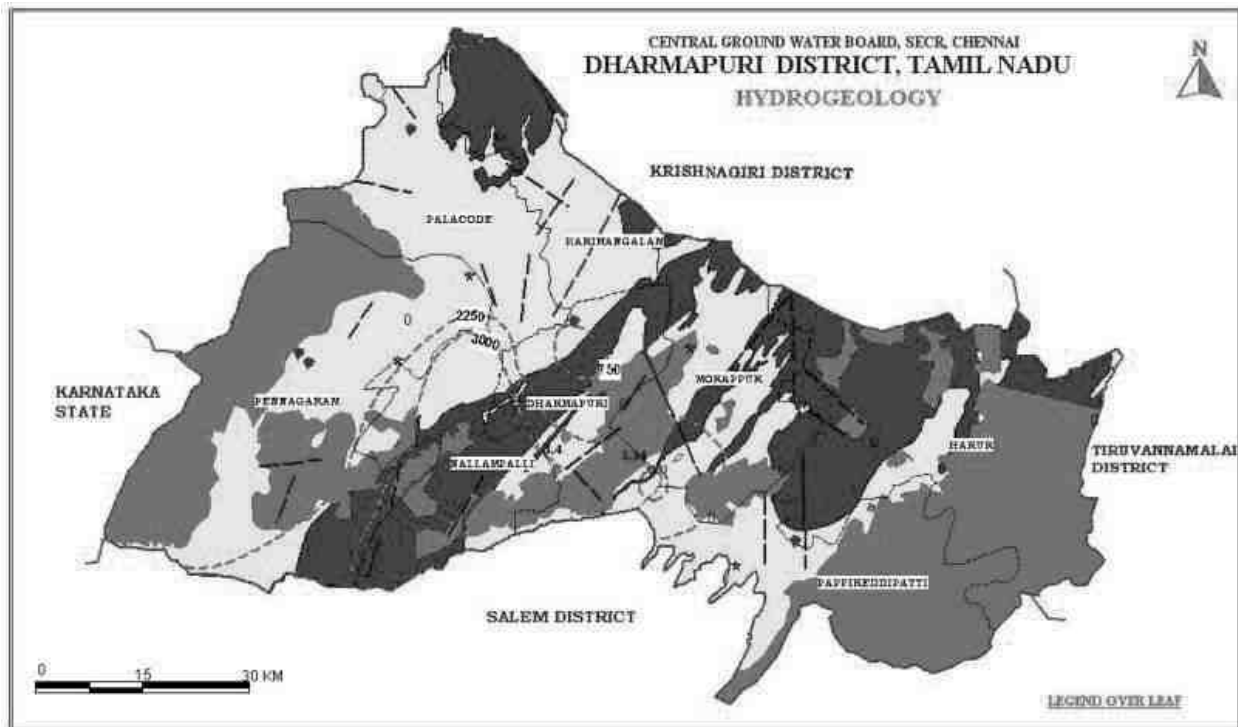 CENTRAL GROUND WATER BOARD, SECR, CHENNAI
DHARMAPURI DISTRICT, TAMIL NADU
HYDROGEOLOGY
N
KRISHNAGIRI DISTRICT
PALACODE
KARIMANGALAM
2250
3000
750
MORAPPUR
KARNATAKA
STATE
PENNAGARAM
DHARMAPURI
HARUR
TIRUVANNAMALAI
DISTRICT
NALLAMPALLI
PAPPIREDDIPATTI
SALEM DISTRICT
0 15 30 KM
LEGEND OVER LEAF